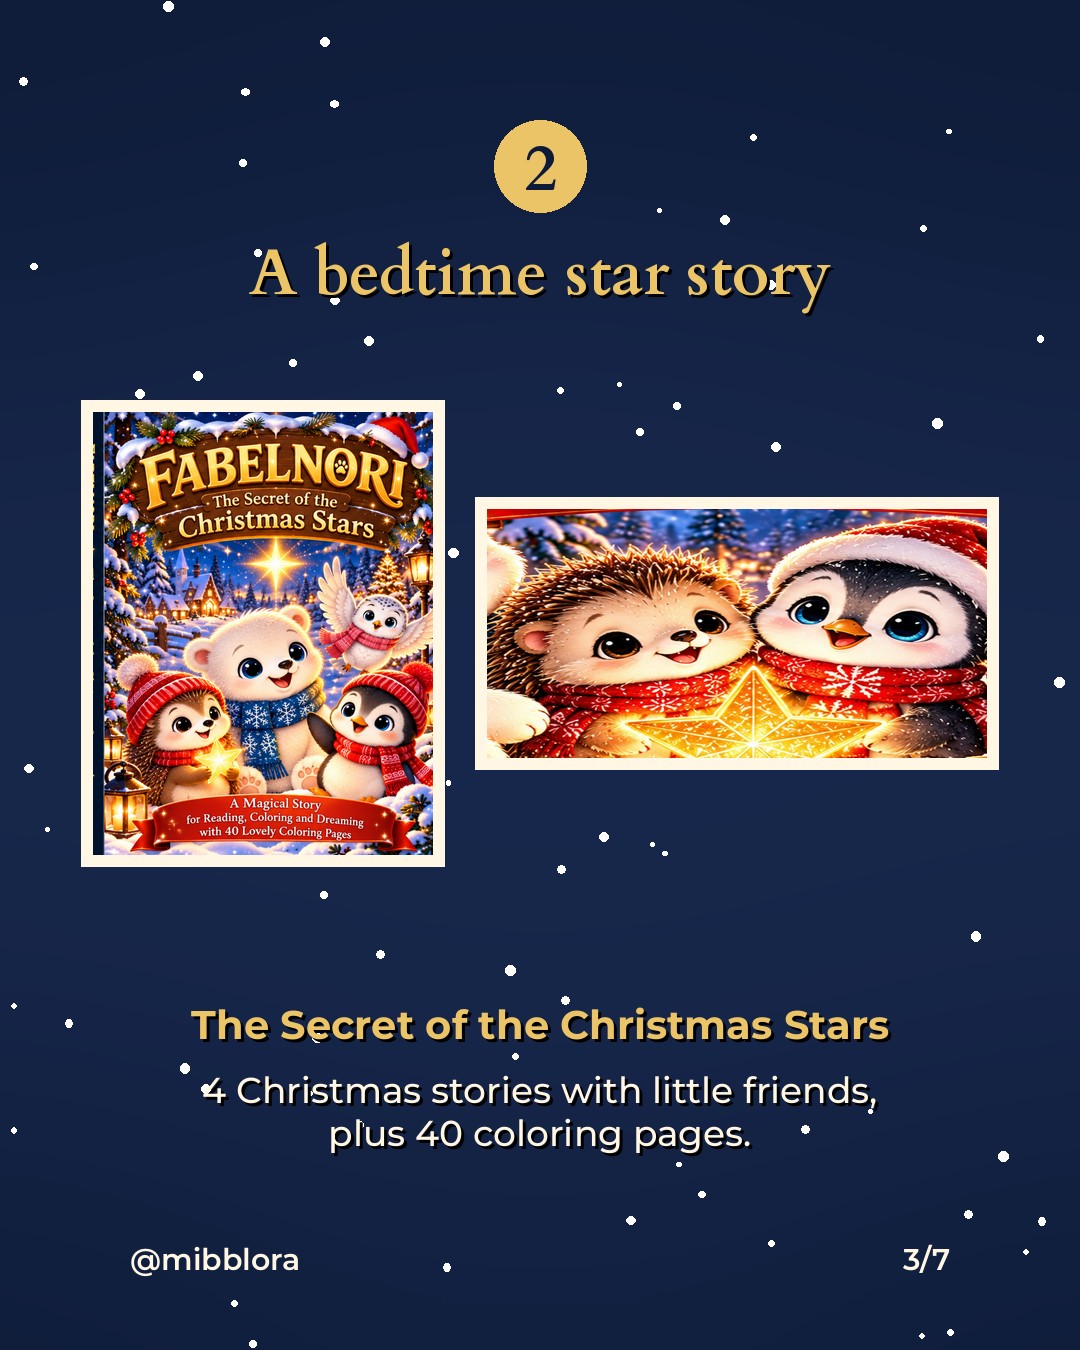 2
A bedtime star story
FABELNORI
The Secret of the
Christmas Stars
A Magical Story
for Reading, Coloring and Dreaming
with 40 Lovely Coloring Pages
The Secret of the Christmas Stars
4 Christmas stories with little friends,
plus 40 coloring pages.
@mibblora
3/7